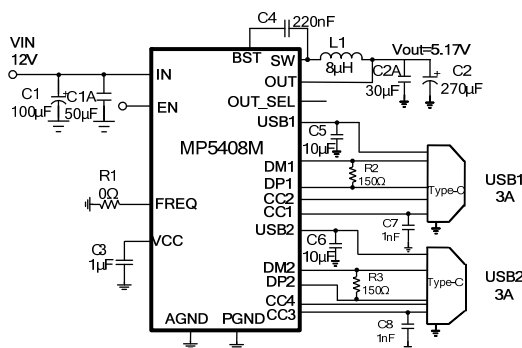 C4
220nF
VIN
12V
BST
SW
L1
8µH
Vout=5.17V
IN
OUT
C2A
30µF
C2
270µF
C1
100µF
C1A
50µF
EN
OUT_SEL
USB1
C5
10µF
MP5408M
DM1
R2
150Ω
DP1
Type-C
USB1
3A
R1
0Ω
CC2
FREQ
CC1
C7
1nF
USB2
VCC
C6
10µF
C3
1µF
DM2
R3
150Ω
DP2
Type-C
USB2
3A
CC4
CC3
AGND
PGND
C8
1nF